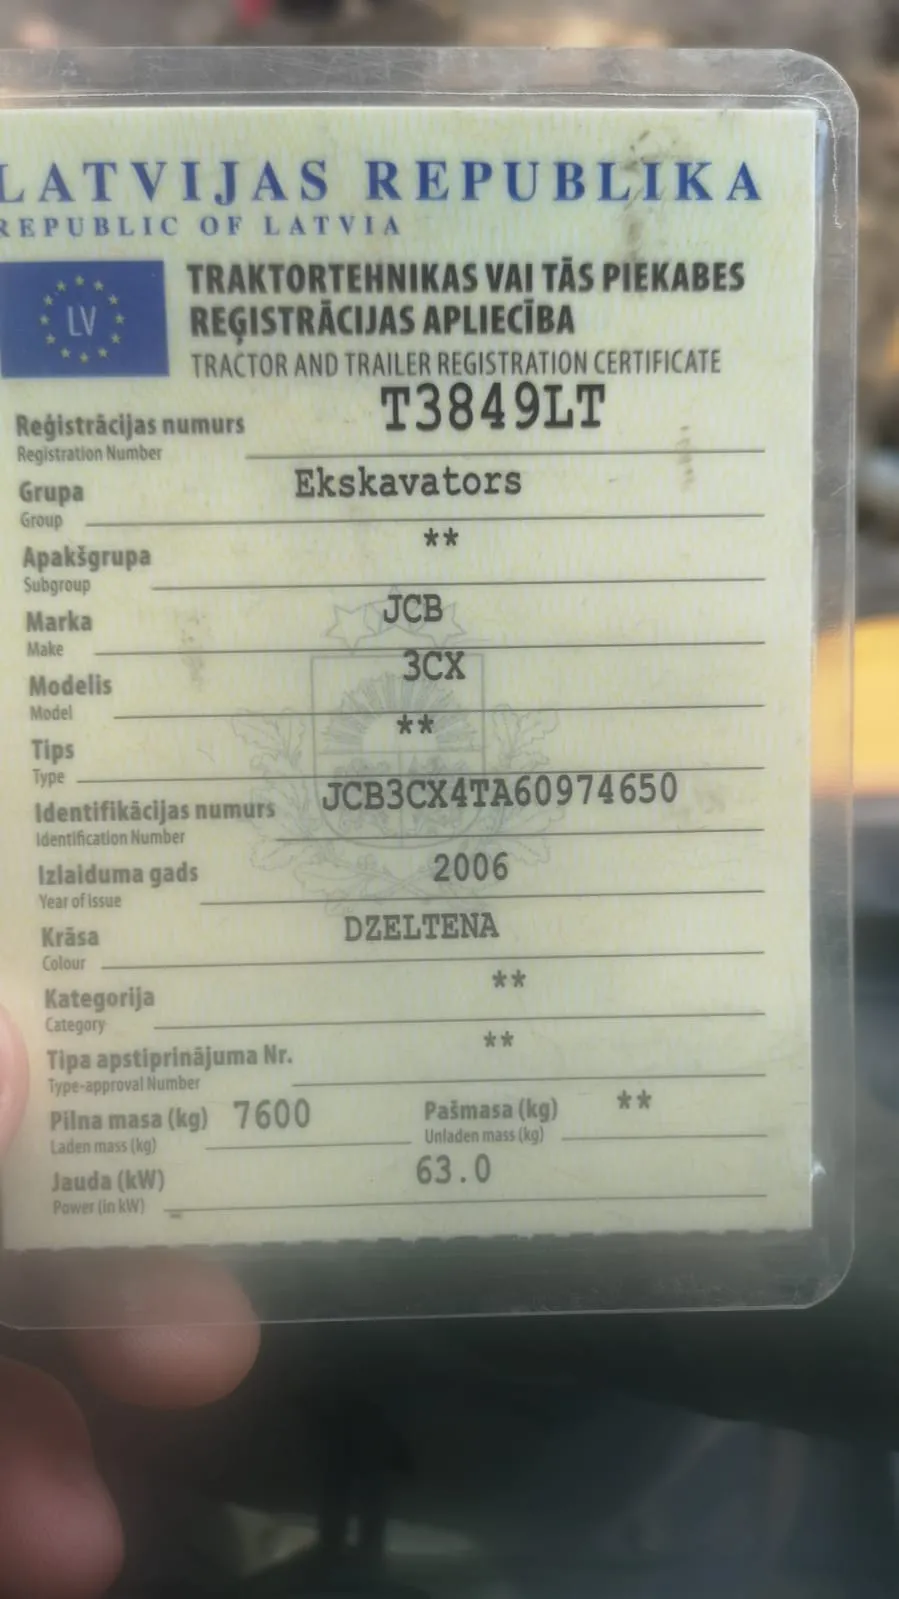 LATVIJAS REPUBLIKA
REPUBLIC OF LATVIA
LV
TRAKTORTEHNIKAS VAI TĀS PIEKABES
REĢISTRĀCIJAS APLIECĪBA
TRACTOR AND TRAILER REGISTRATION CERTIFICATE
Reģistrācijas numurs T3849LT
Registration Number
Grupa Ekskavators
Group
Apakšgrupa **
Subgroup
Marka JCB
Make
Modelis 3CX
Model
Tips **
Type
Identifikācijas numurs JCB3CX4TA60974650
Identification Number
Izlaiduma gads 2006
Year of Issue
Krāsa DZELTENA
Colour
Kategorija **
Category
Tipa apstiprinājuma Nr. **
Type-approval Number
Pilna masa (kg) 7600 Pašmasa (kg) **
Laden mass (kg) Unladen mass (kg)
Jauda (kW) 63.0
Power (in kW)